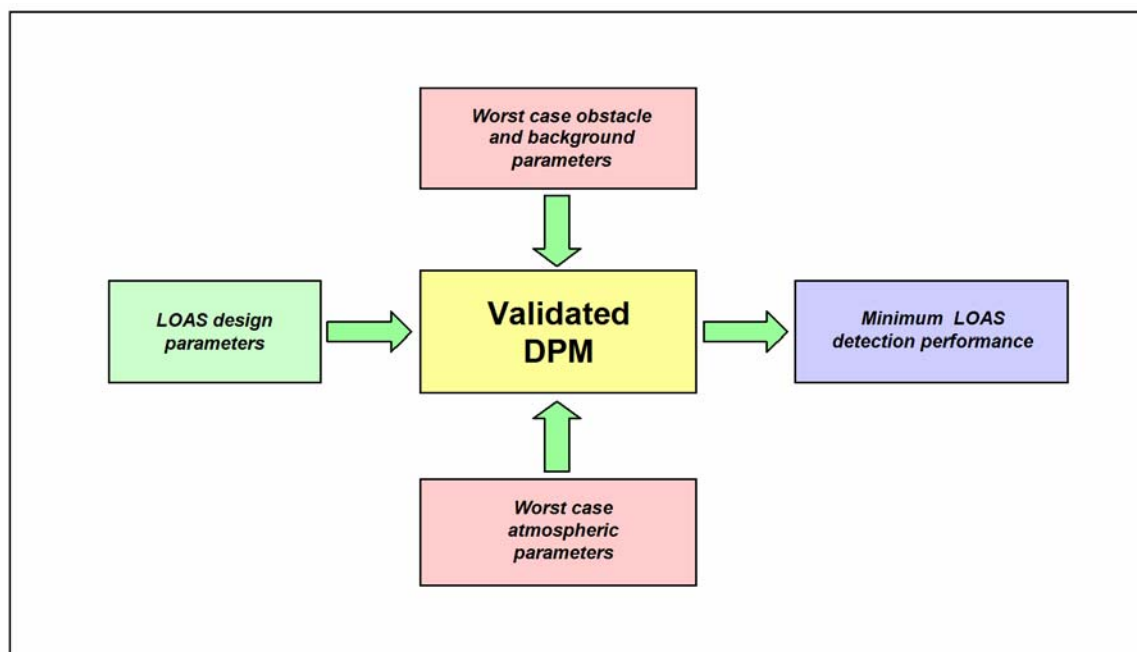 Worst case obstacle
and background
parameters
LOAS design
parameters
Validated
DPM
Minimum LOAS
detection performance
Worst case
atmospheric
parameters